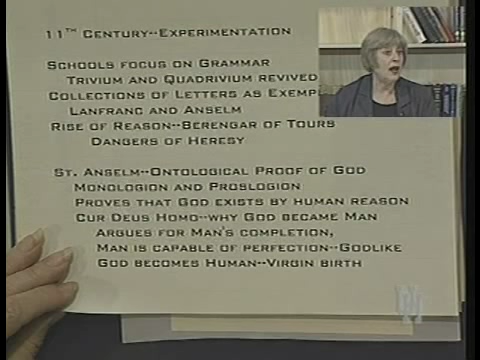 11TH CENTURY--EXPERIMENTATION
SCHOOLS FOCUS ON GRAMMAR
TRIVIUM AND QUADRIVIUM REVIVED
COLLECTIONS OF LETTERS AS EXEMPL
LANFRANC AND ANSELM
RISE OF REASON--BERENGAR OF TOURS
DANGERS OF HERESY
ST. ANSELM--ONTOLOGICAL PROOF OF GOD
MONOLOGION AND PROSLOGION
PROVES THAT GOD EXISTS BY HUMAN REASON
CUR DEUS HOMO--WHY GOD BECAME MAN
ARGUES FOR MAN'S COMPLETION,
MAN IS CAPABLE OF PERFECTION--GODLIKE
GOD BECOMES HUMAN--VIRGIN BIRTH